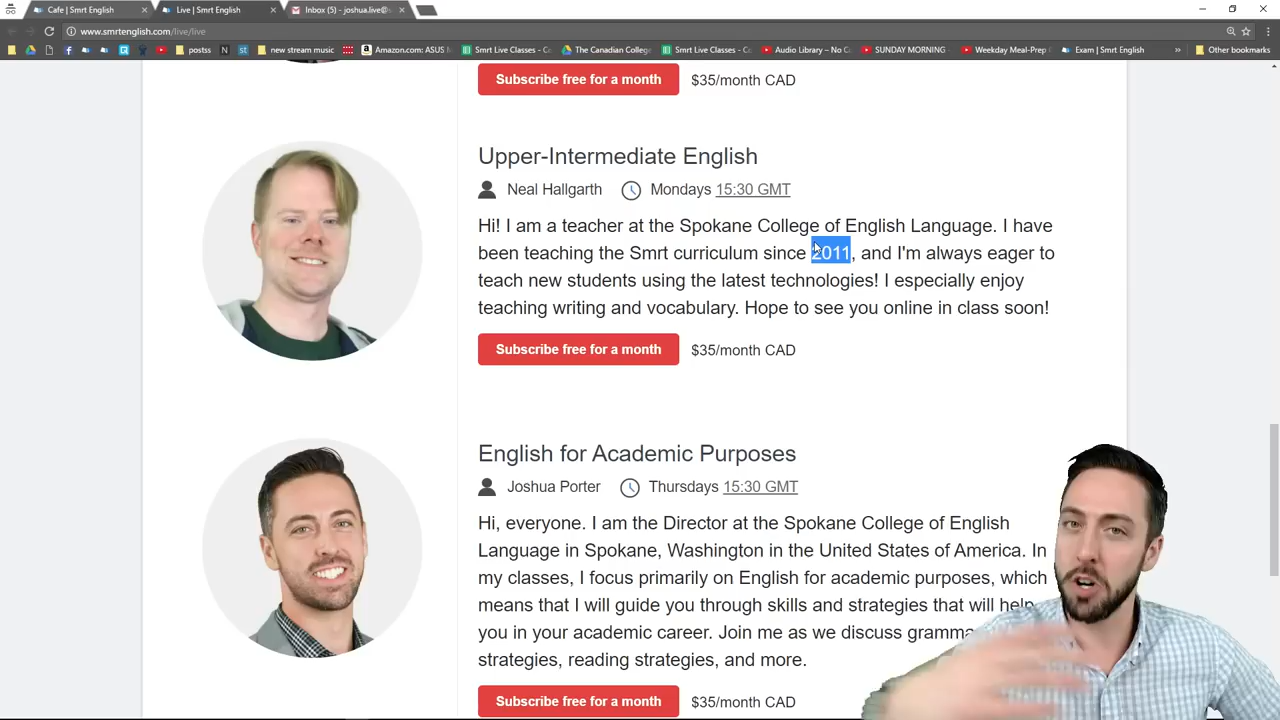 Cafe | Smrt English
Live | Smrt English
Inbox (5) - joshua.live@s
www.smrtenglish.com/live/live
postss
new stream music
Amazon.com: ASUS M
Smrt Live Classes - Co
The Canadian College
Smrt Live Classes - Co
Audio Library – No C
SUNDAY MORNING
Weekday Meal-Prep
Exam | Smrt English
»
Other bookmarks
Subscribe free for a month $35/month CAD
Upper-Intermediate English
Neal Hallgarth Mondays 15:30 GMT
Hi! I am a teacher at the Spokane College of English Language. I have
been teaching the Smrt curriculum since 2011, and I'm always eager to
teach new students using the latest technologies! I especially enjoy
teaching writing and vocabulary. Hope to see you online in class soon!
Subscribe free for a month $35/month CAD
English for Academic Purposes
Joshua Porter Thursdays 15:30 GMT
Hi, everyone. I am the Director at the Spokane College of English
Language in Spokane, Washington in the United States of America. In
my classes, I focus primarily on English for academic purposes, which
means that I will guide you through skills and strategies that will help
you in your academic career. Join me as we discuss gramma
strategies, reading strategies, and more.
Subscribe free for a month $35/month CAD